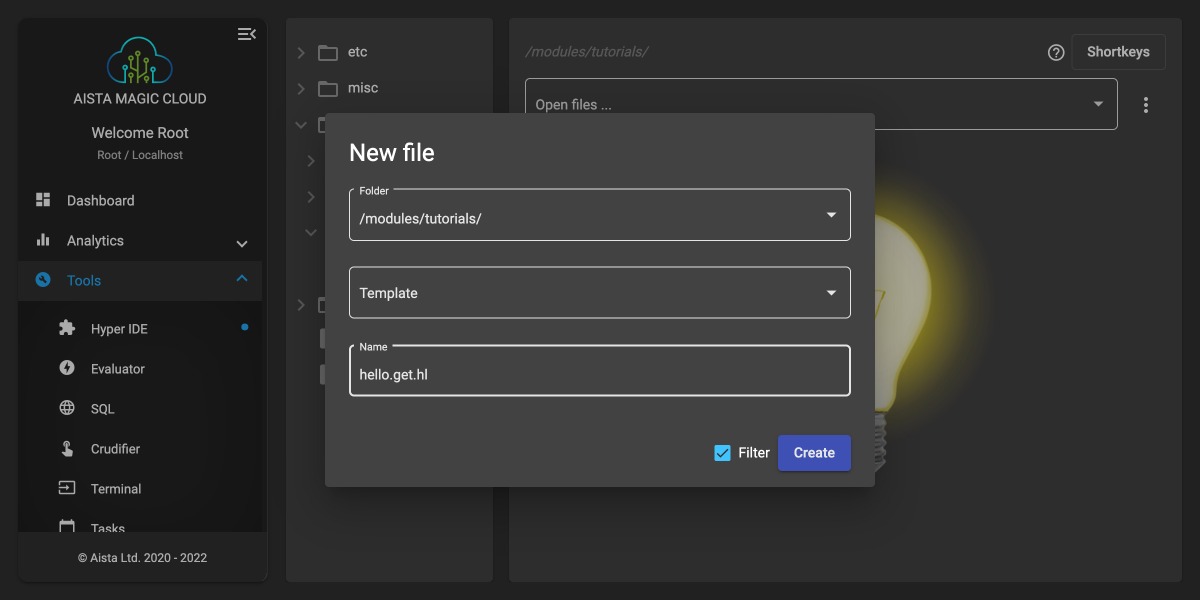 AISTA MAGIC CLOUD
Welcome Root
Root / Localhost
Dashboard
Analytics
Tools
Hyper IDE
Evaluator
SQL
Crudifier
Terminal
Tasks
© Aista Ltd. 2020 - 2022
etc
misc
/modules/tutorials/
Shortkeys
Open files ...
New file
Folder
/modules/tutorials/
Template
Name
hello.get.hl
Filter
Create